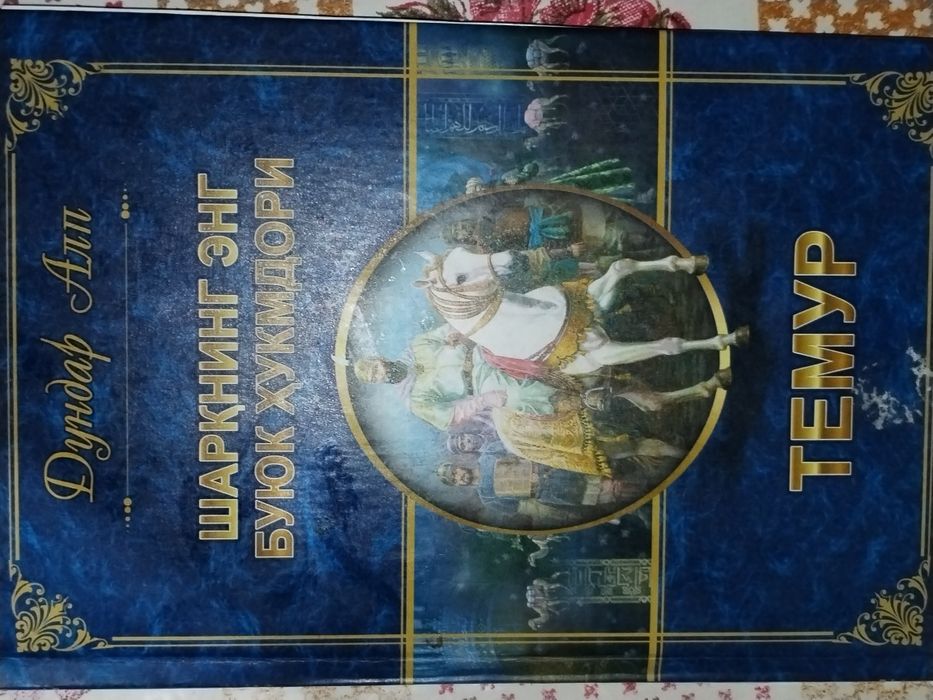 Дундар Алп
ШАРҚНИНГ ЭНГ
БУЮК ҲУКМДОРИ
ТЕМУР